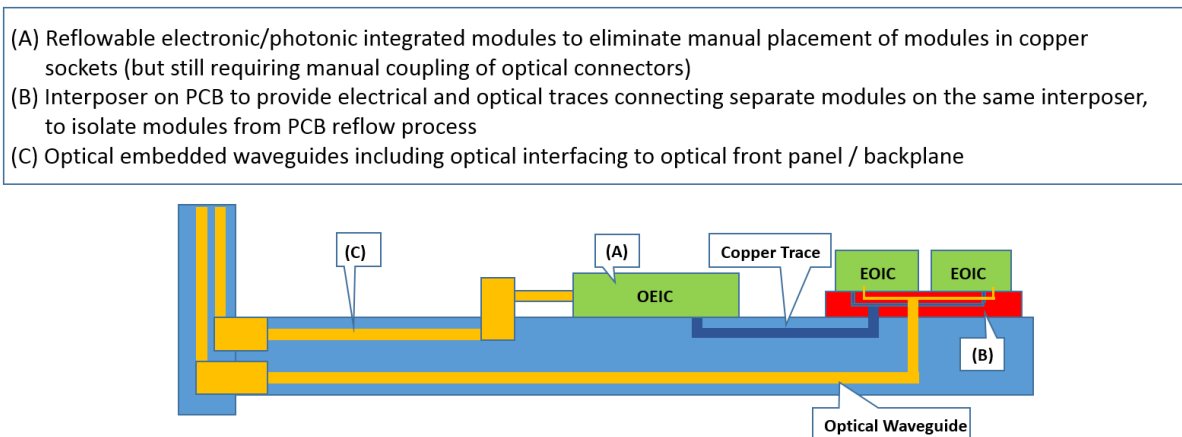 (A) Reflowable electronic/photonic integrated modules to eliminate manual placement of modules in copper
sockets (but still requiring manual coupling of optical connectors)
(B) Interposer on PCB to provide electrical and optical traces connecting separate modules on the same interposer,
to isolate modules from PCB reflow process
(C) Optical embedded waveguides including optical interfacing to optical front panel / backplane
(C)
(A)
Copper Trace
EOIC
EOIC
OEIC
(B)
Optical Waveguide